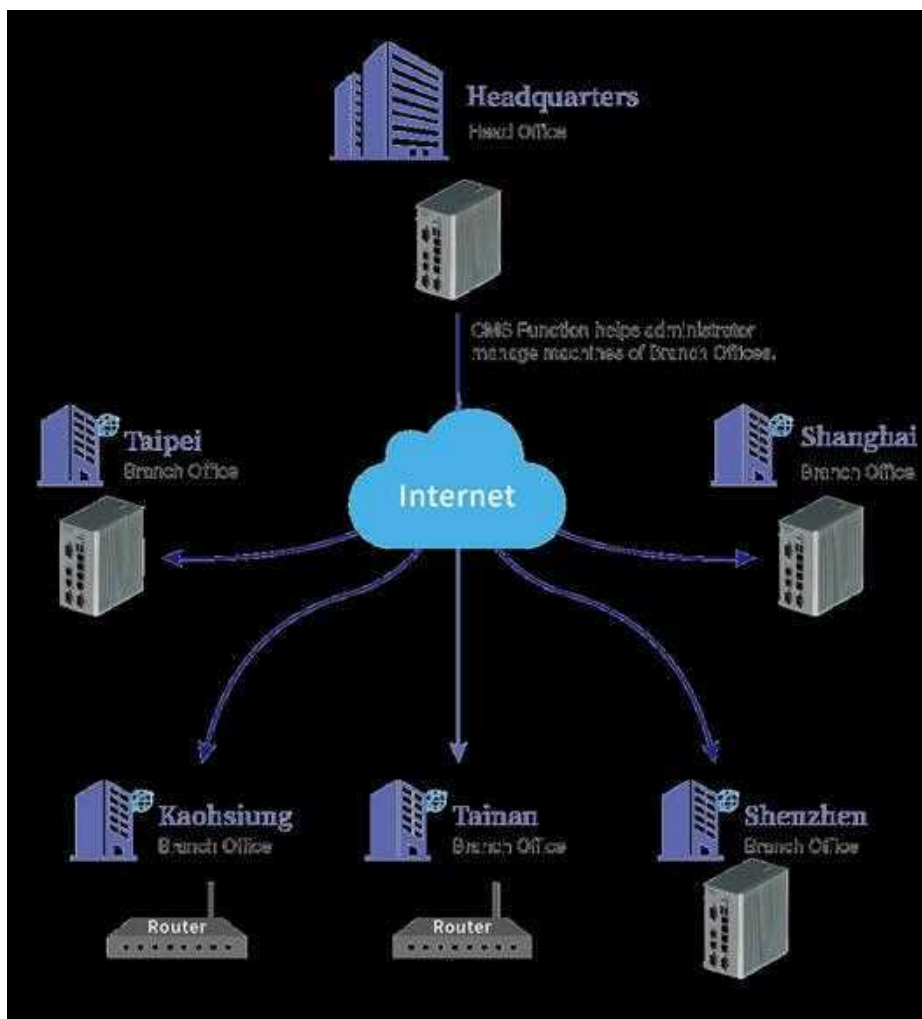 Headquarters
Head Office
CMS Function helps administrator
manage machines of Branch Offices.
Taipei
Branch Office
Shanghai
Branch Office
Internet
Kaohsiung
Branch Office
Tainan
Branch Office
Shenzhen
Branch Office
Router
Router